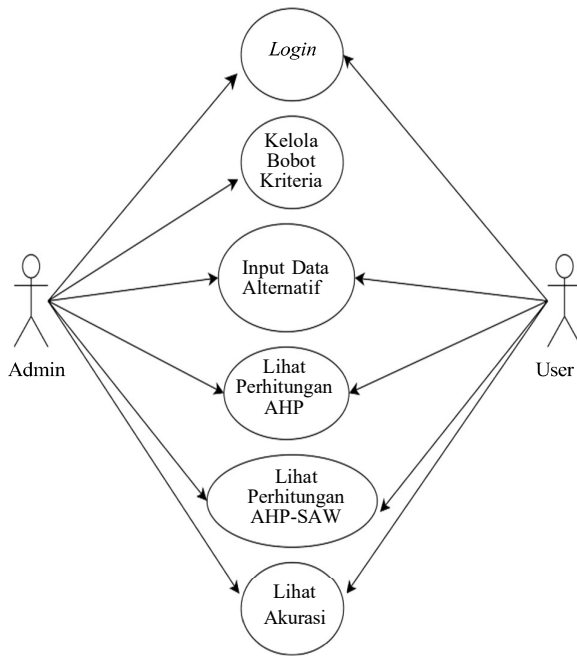 Login
Kelola
Bobot
Kriteria
Input Data
Alternatif
Admin
User
Lihat
Perhitungan
AHP
Lihat
Perhitungan
AHP-SAW
Lihat
Akurasi